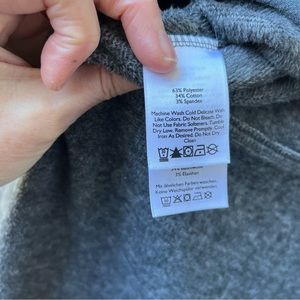 63% Polyester
34% Cotton
3% Spandex
Machine Wash Cold Delicate With
Like Colors. Do Not Bleach. Do
Not Use Fabric Softeners. Tumble
Dry Low. Remove Promptly. Cool
Iron As Desired. Do Not Dry
Clean
3% Elasthan
Mit ähnlichen Farben waschen.
Keine Weichspüler verwenden.